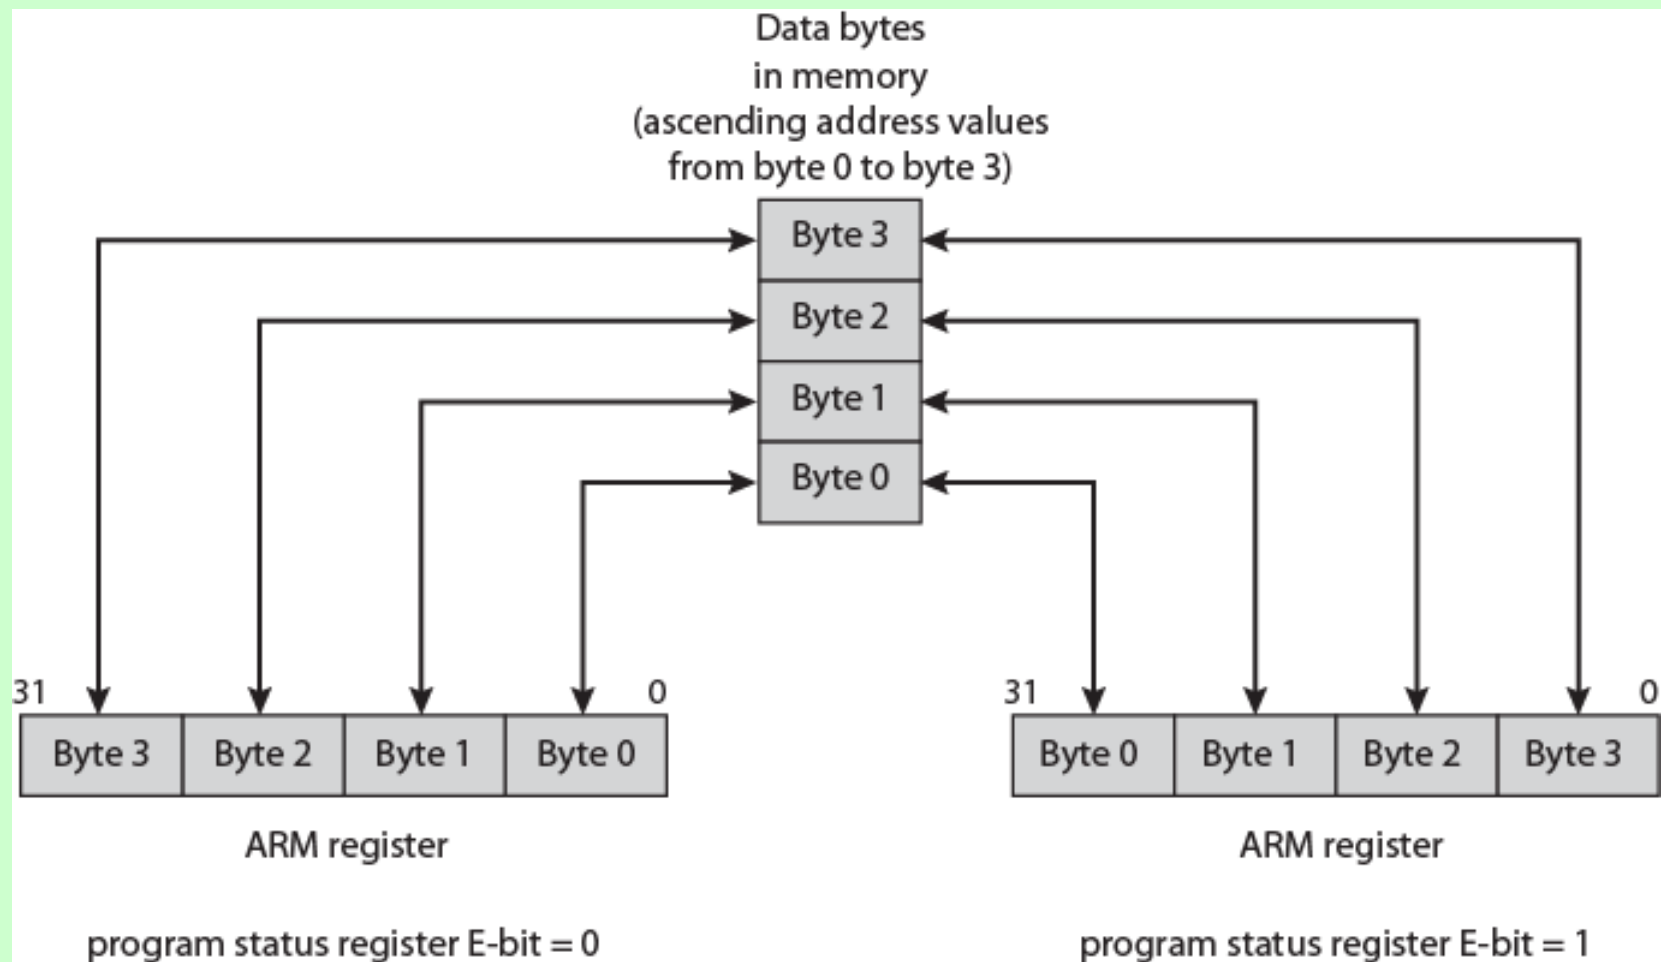 Data bytes
in memory
(ascending address values
from byte 0 to byte 3)
Byte 3
Byte 2
Byte 1
Byte 0
31 0 31 0
Byte 3 Byte 2 Byte 1 Byte 0 Byte 0 Byte 1 Byte 2 Byte 3
ARM register ARM register
program status register E-bit = 0 program status register E-bit = 1